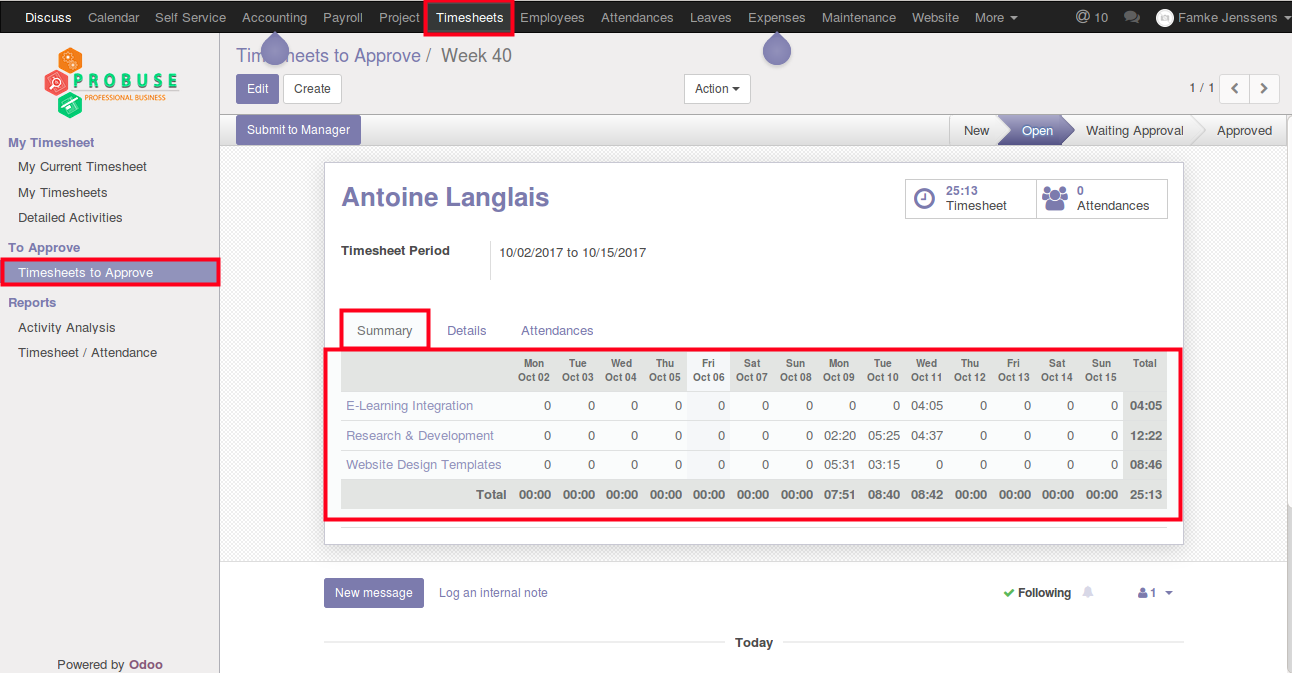 Discuss Calendar Self Service Accounting Payroll Project Timesheets Employees Attendances Leaves Expenses Maintenance Website More @ 10 Famke Jenssens
PROBUSE
PROFESSIONAL BUSINESS
My Timesheet
My Current Timesheet
My Timesheets
Detailed Activities
To Approve
Timesheets to Approve
Reports
Activity Analysis
Timesheet / Attendance
Powered by Odoo
Timesheets to Approve / Week 40
Edit Create Action 1 / 1
Submit to Manager New Open Waiting Approval Approved
Antoine Langlais
25:13 Timesheet
0 Attendances
Timesheet Period 10/02/2017 to 10/15/2017
Summary Details Attendances
Mon Tue Wed Thu Fri Sat Sun Mon Tue Wed Thu Fri Sat Sun Total
Oct 02 Oct 03 Oct 04 Oct 05 Oct 06 Oct 07 Oct 08 Oct 09 Oct 10 Oct 11 Oct 12 Oct 13 Oct 14 Oct 15
E-Learning Integration 0 0 0 0 0 0 0 0 0 04:05 0 0 0 0 04:05
Research & Development 0 0 0 0 0 0 0 02:20 05:25 04:37 0 0 0 0 12:22
Website Design Templates 0 0 0 0 0 0 0 05:31 03:15 0 0 0 0 0 08:46
Total 00:00 00:00 00:00 00:00 00:00 00:00 00:00 07:51 08:40 08:42 00:00 00:00 00:00 00:00 25:13
New message Log an internal note Following 1
Today